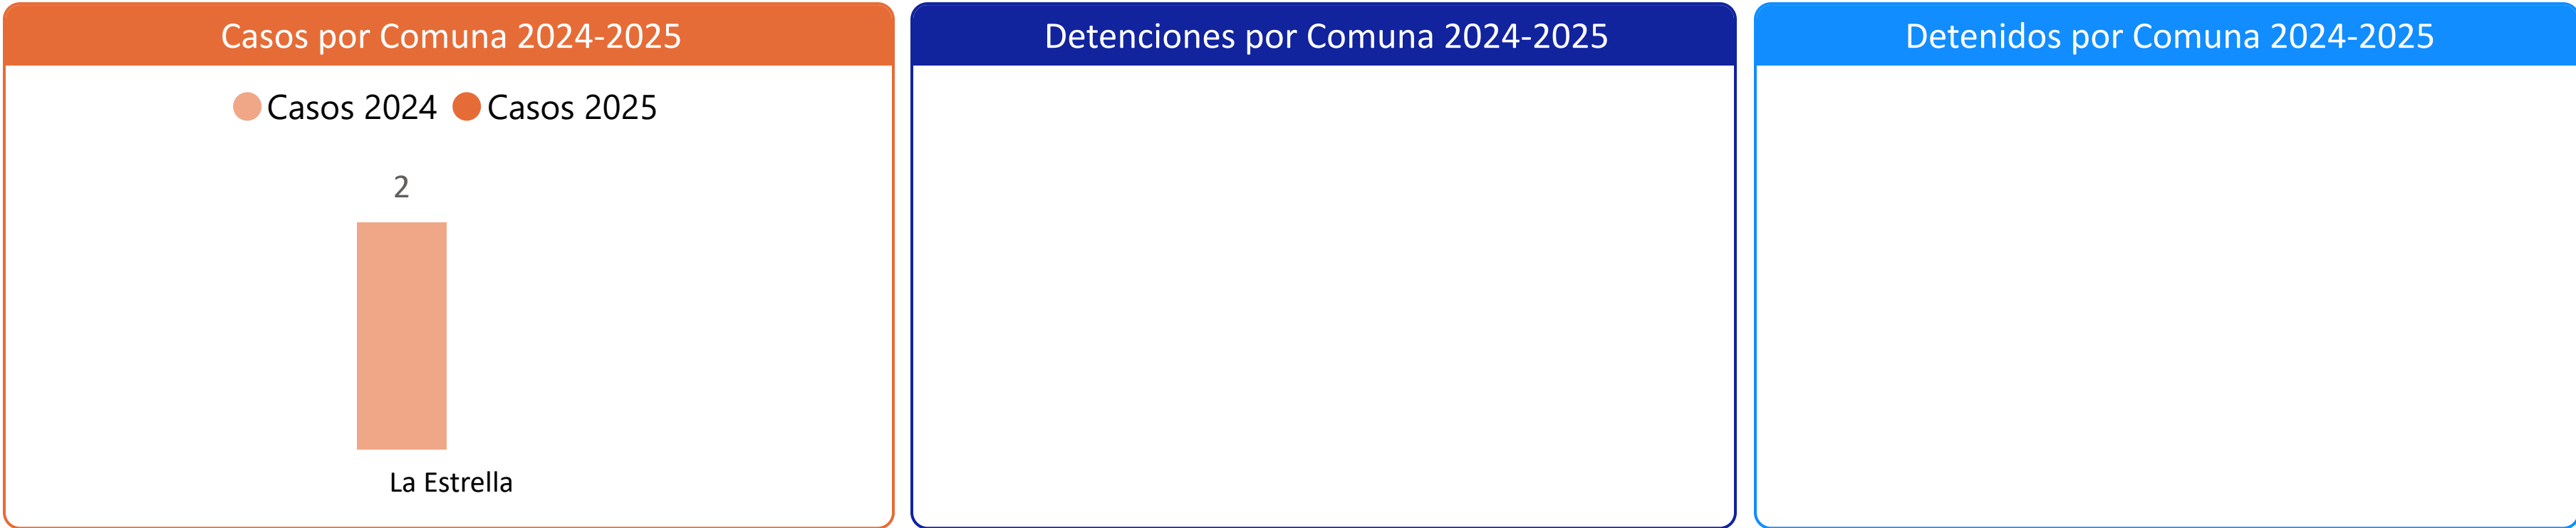 Casos por Comuna 2024-2025
Casos 2024 Casos 2025
2
La Estrella
Detenciones por Comuna 2024-2025
Detenidos por Comuna 2024-2025